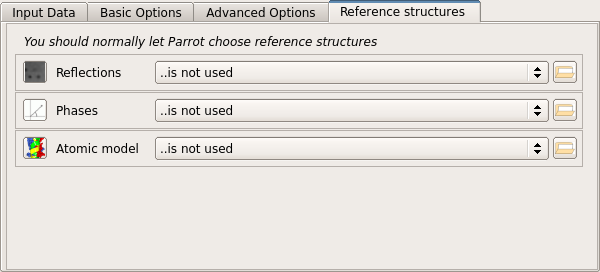 Input Data Basic Options Advanced Options Reference structures
You should normally let Parrot choose reference structures
Reflections ..is not used
Phases ..is not used
Atomic model ..is not used